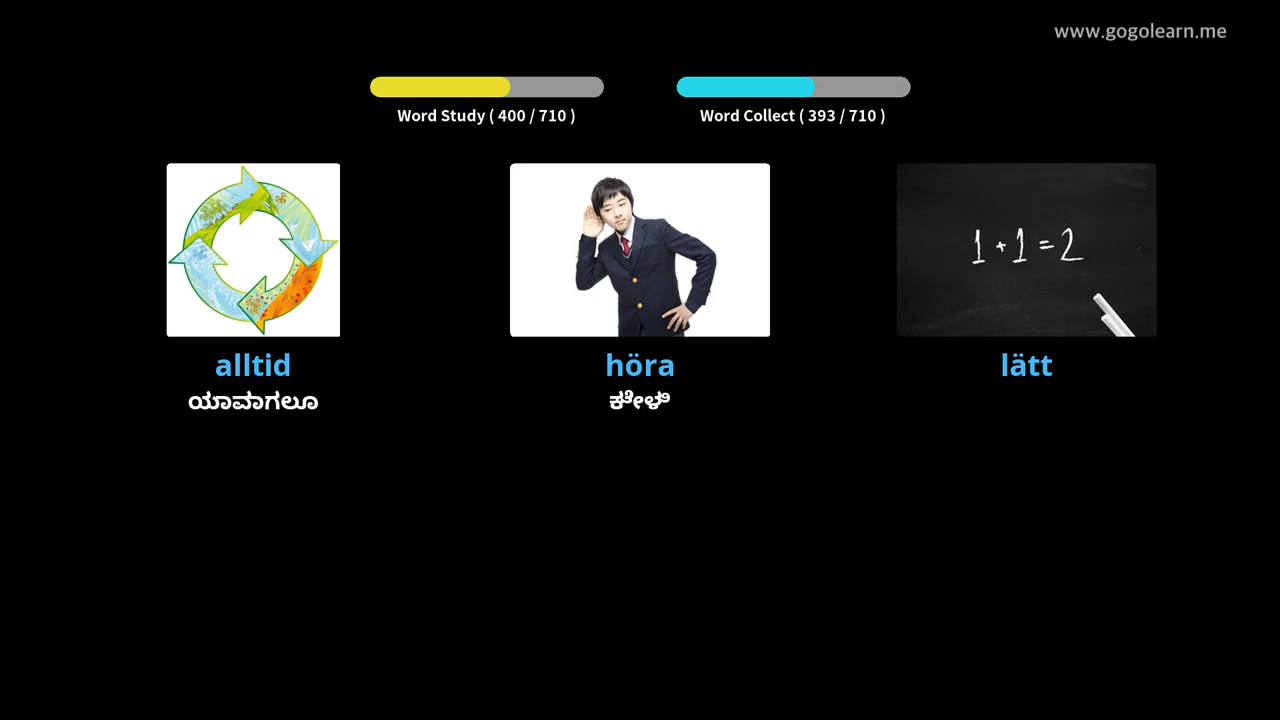 www.gogolearn.me
Word Study ( 400 / 710 )
Word Collect ( 393 / 710 )
1 + 1 = 2
alltid
höra
lätt
ಯಾವಾಗಲೂ
ಕೇಳಿ